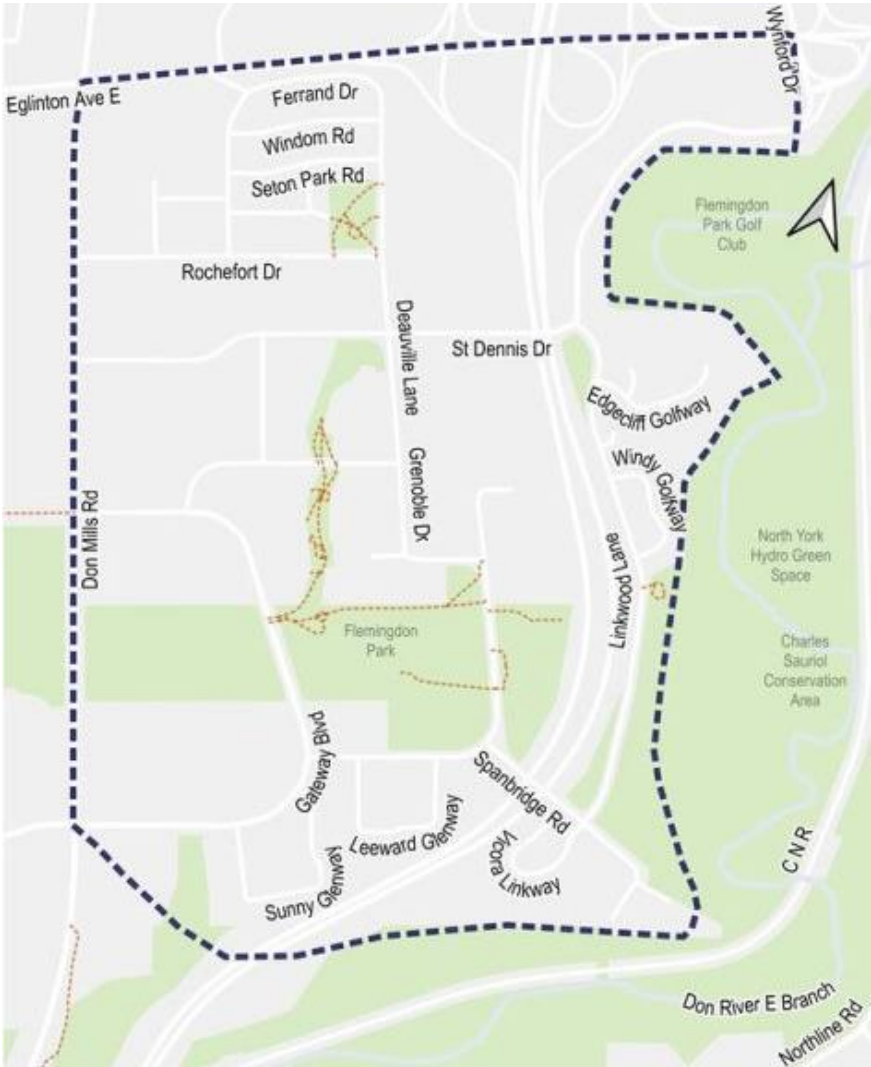 Wynford Dr
Eglinton Ave E
Ferrand Dr
Windom Rd
Seton Park Rd
Flemingdon
Park Golf
Club
Rochefort Dr
Deauville Lane
St Dennis Dr
Edgecliff Golfway
Windy Golfway
Grenoble Dr
Don Mills Rd
North York
Hydro Green
Space
Linkwood Lane
Flemingdon
Park
Charles
Sauriol
Conservation
Area
Gateway Blvd
Spanbridge Rd
Leeward Glenway
Vicora Linkway
Sunny Glenway
CNR
Don River E Branch
Northline Rd